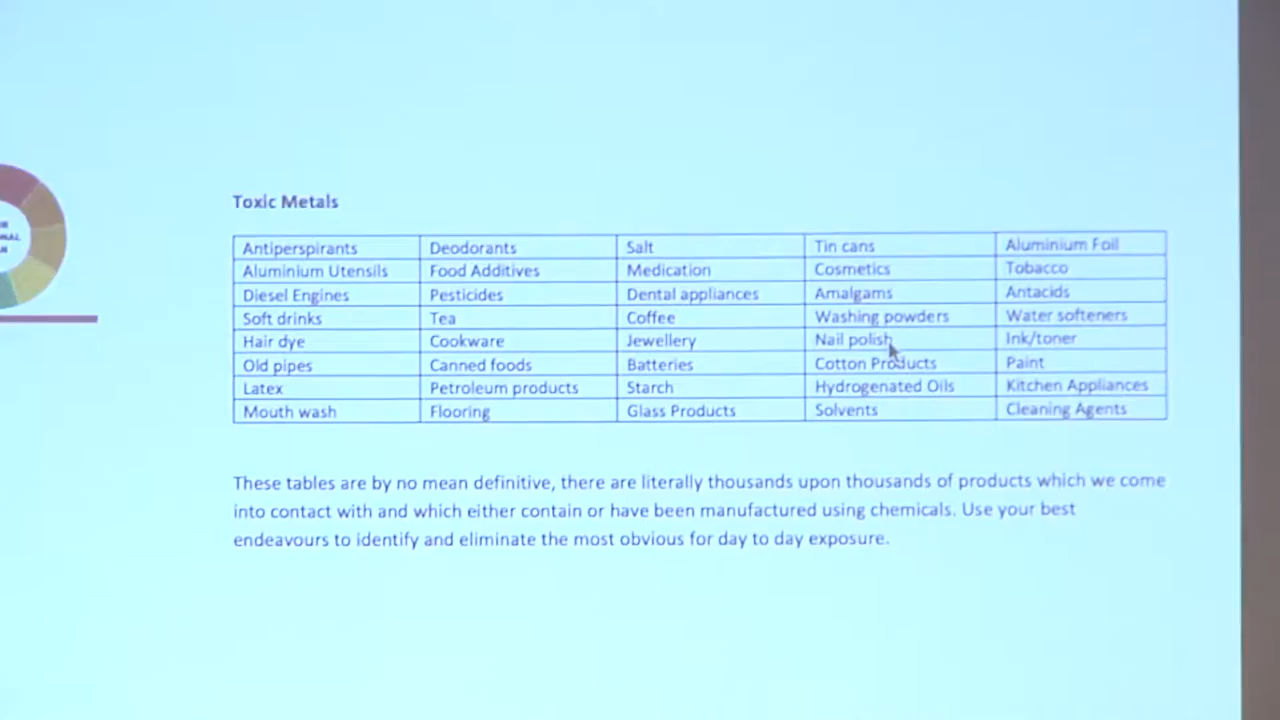 Toxic Metals
Antiperspirants Deodorants Salt Tin cans Aluminium Foil
Aluminium Utensils Food Additives Medication Cosmetics Tobacco
Diesel Engines Pesticides Dental appliances Amalgams Antacids
Soft drinks Tea Coffee Washing powders Water softeners
Hair dye Cookware Jewellery Nail polish Ink/toner
Old pipes Canned foods Batteries Cotton Products Paint
Latex Petroleum products Starch Hydrogenated Oils Kitchen Appliances
Mouth wash Flooring Glass Products Solvents Cleaning Agents
These tables are by no mean definitive, there are literally thousands upon thousands of products which we come
into contact with and which either contain or have been manufactured using chemicals. Use your best
endeavours to identify and eliminate the most obvious for day to day exposure.